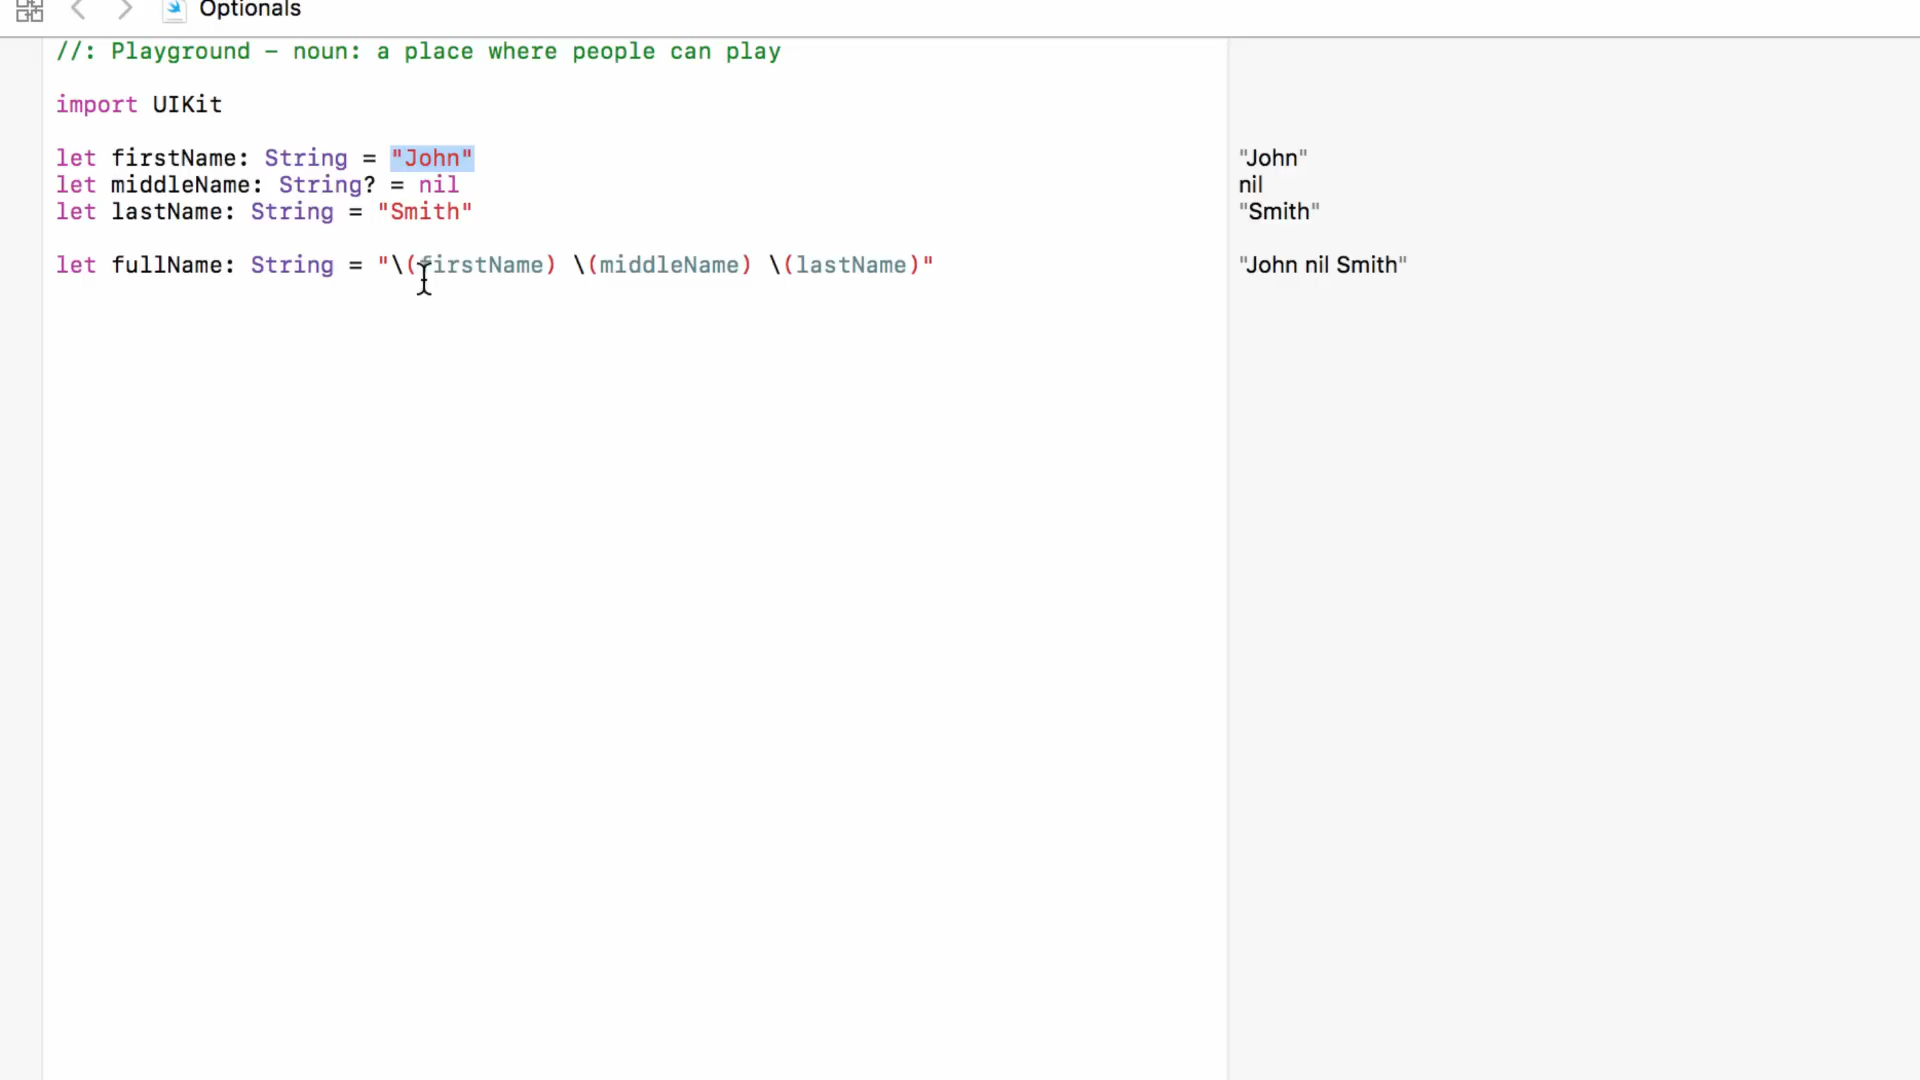 Optionals
//: Playground – noun: a place where people can play
import UIKit
let firstName: String = "John" "John"
let middleName: String? = nil nil
let lastName: String = "Smith" "Smith"
let fullName: String = "\(firstName) \(middleName) \(lastName)" "John nil Smith"